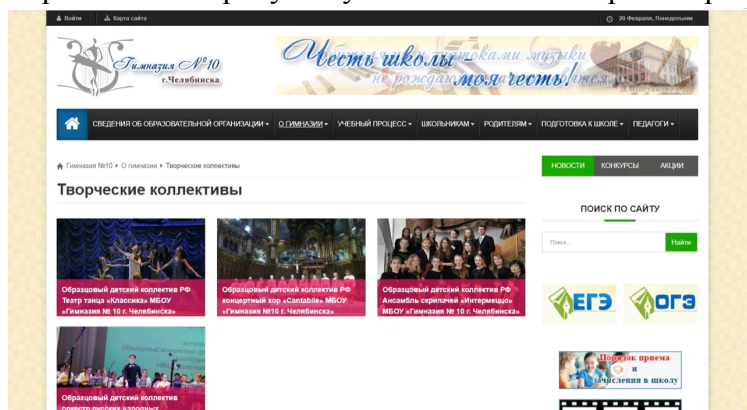 Войти
Карта сайта
20 Февраля, Понедельник
Гимназия №10
г.Челябинска
Честь школы
моя честь!
СВЕДЕНИЯ ОБ ОБРАЗОВАТЕЛЬНОЙ ОРГАНИЗАЦИИ
О ГИМНАЗИИ
УЧЕБНЫЙ ПРОЦЕСС
ШКОЛЬНИКАМ
РОДИТЕЛЯМ
ПОДГОТОВКА К ШКОЛЕ
ПЕДАГОГИ
Гимназия №10
О гимназии
Творческие коллективы
НОВОСТИ
КОНКУРСЫ
АКЦИИ
Творческие коллективы
ПОИСК ПО САЙТУ
Поиск...
Найти
Образцовый детский коллектив РФ
Театр танца «Классика» МБОУ
"Гимназия № 10 г. Челябинска»
Образцовый детский коллектив РФ
концертный хор «Cantabile» МБОУ
«Гимназия №10 г. Челябинска»
Образцовый детский коллектив РФ
Ансамбль скрипачей «Интермеццо»
МБОУ «Гимназия № 10 г. Челябинска»
ЕГЭ
ОГЭ
Порядок приема
и
зачисления в школу
Образцовый детский коллектив
оркестр русских народных